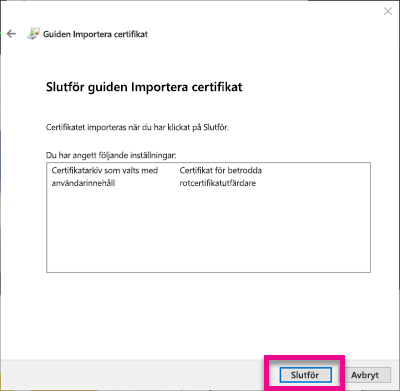 Guiden Importera certifikat
Slutför guiden Importera certifikat
Certifikatet importeras när du har klickat på Slutför.
Du har angett följande inställningar:
Certifikatarkiv som valts med Certifikat för betrodda
användarinnehåll rotcertifikatutfärdare
Slutför Avbryt